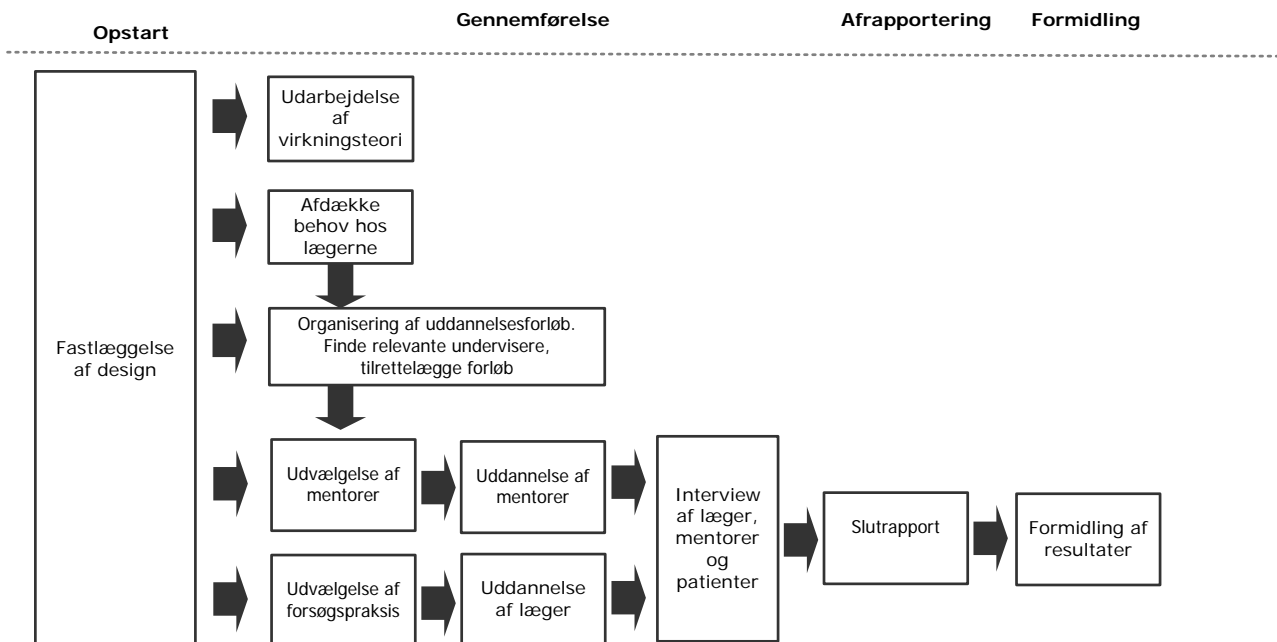 Opstart
Gennemførelse
Afrapportering
Formidling
Fastlæggelse
af design
Udarbejdelse
af
virkningsteori
Afdække
behov hos
lægerne
Organisering af uddannelsesforløb.
Finde relevante undervisere,
tilrettelægge forløb
Udvælgelse af
mentorer
Uddannelse af
mentorer
Udvælgelse af
forsøgspraksis
Uddannelse
af læger
Interview
af læger,
mentorer
og
patienter
Slutrapport
Formidling af
resultater